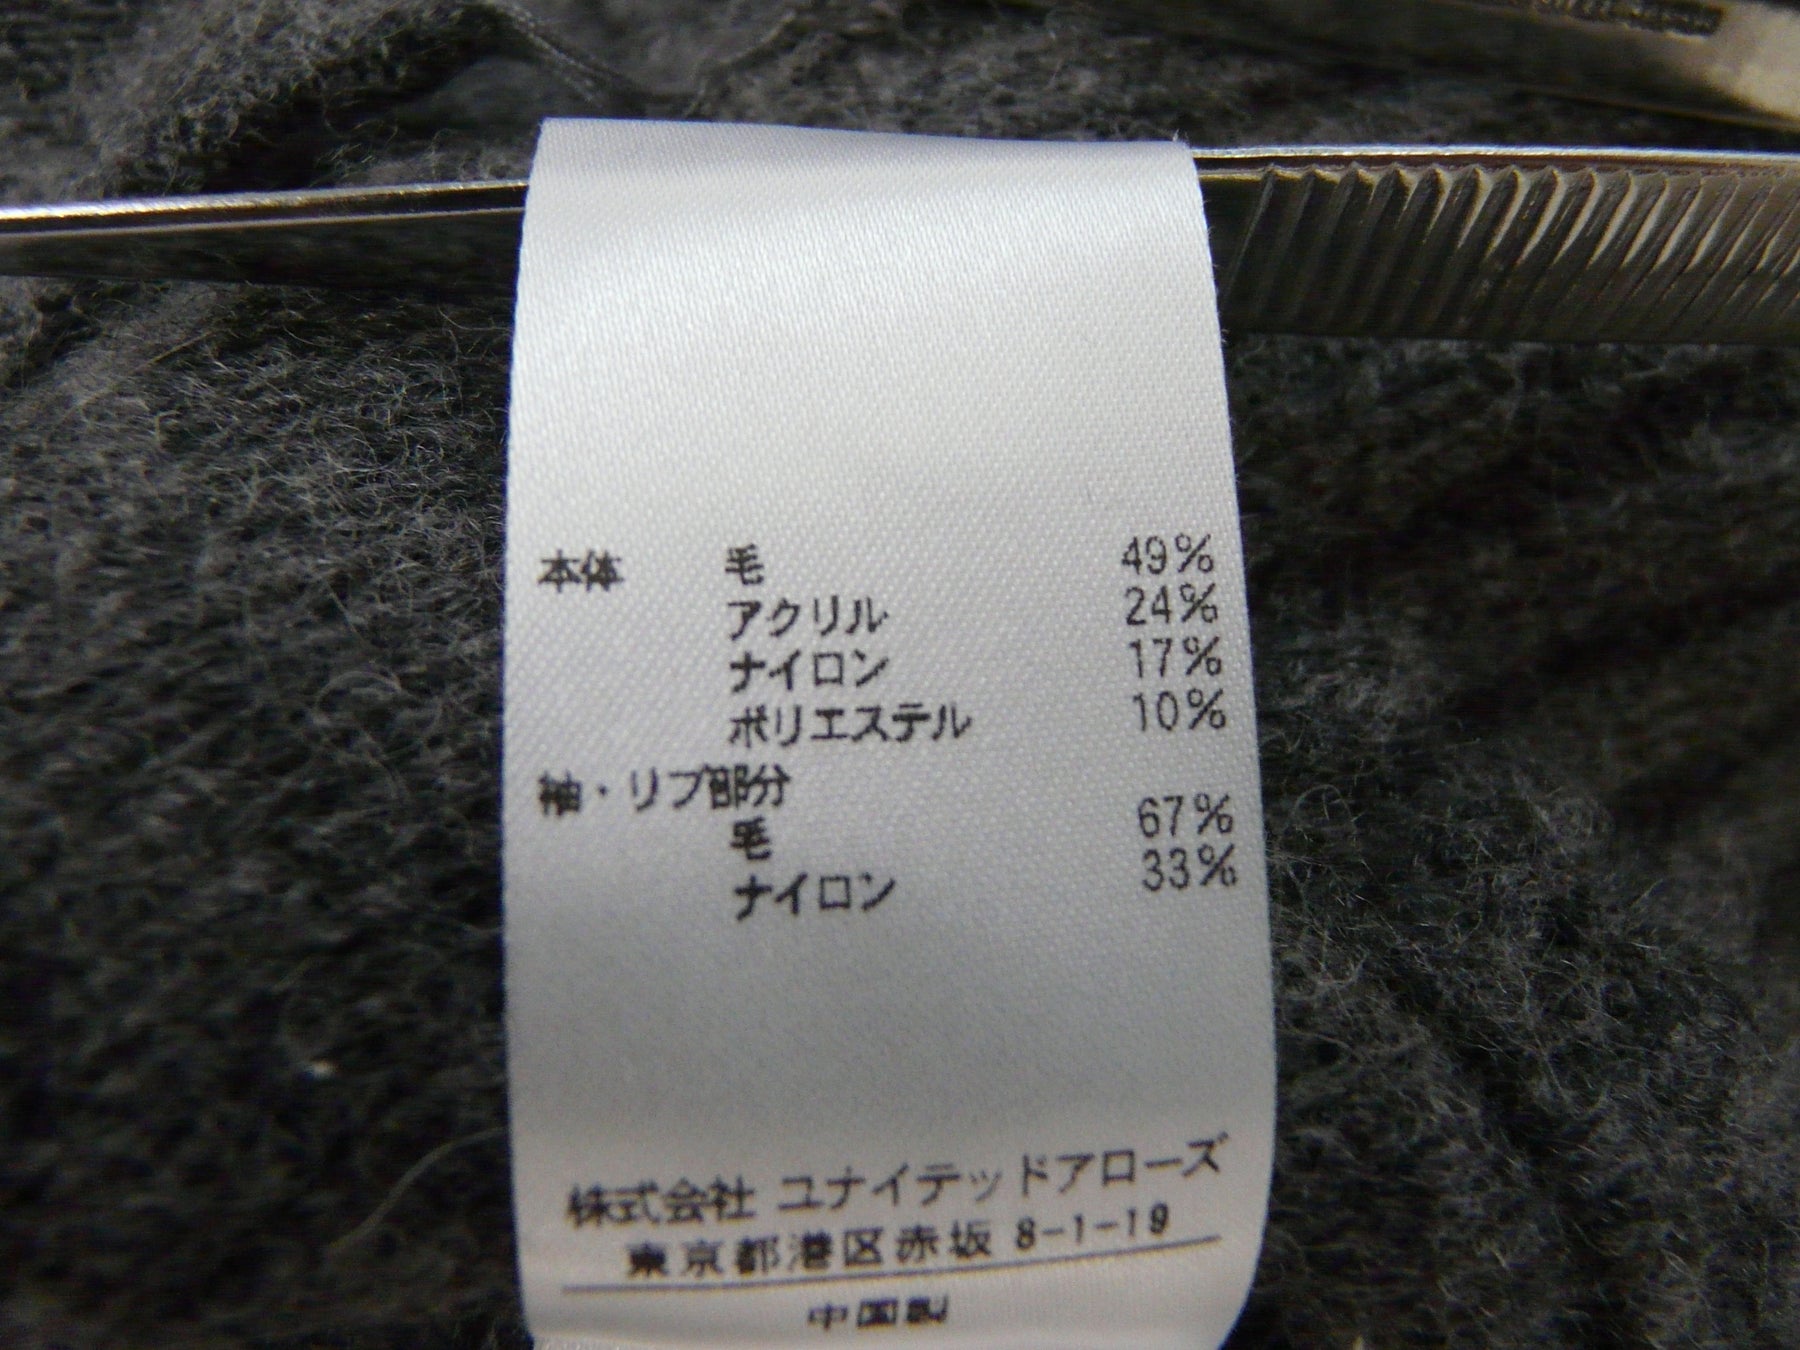 本体 毛 49%
アクリル 24%
ナイロン 17%
ポリエステル 10%
袖・リブ部分
毛 67%
ナイロン 33%
株式会社 ユナイテッドアローズ
東京都港区赤坂 8-1-19
中国製